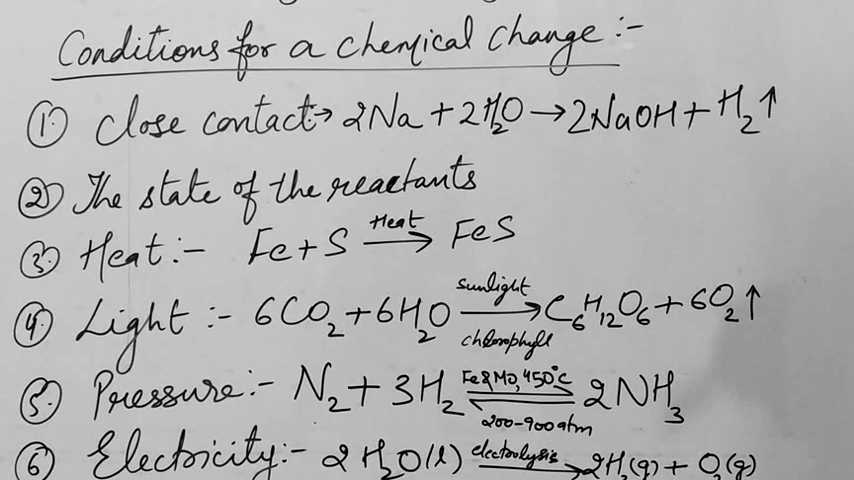 Conditions for a chemical change :-
① Close contact:→ 2Na + 2H₂O → 2NaOH + H₂↑
② The state of the reactants
③ Heat :- Fe + S —Heat→ FeS
④ Light :- 6CO₂ + 6H₂O —sunlight / chlorophyll→ C₆H₁₂O₆ + 6O₂↑
⑤ Pressure :- N₂ + 3H₂ Fe & Mo, 450°C ⇌ 200-900 atm 2NH₃
⑥ Electricity :- 2H₂O(l) —electrolysis→ 2H₂(g) + O₂(g)